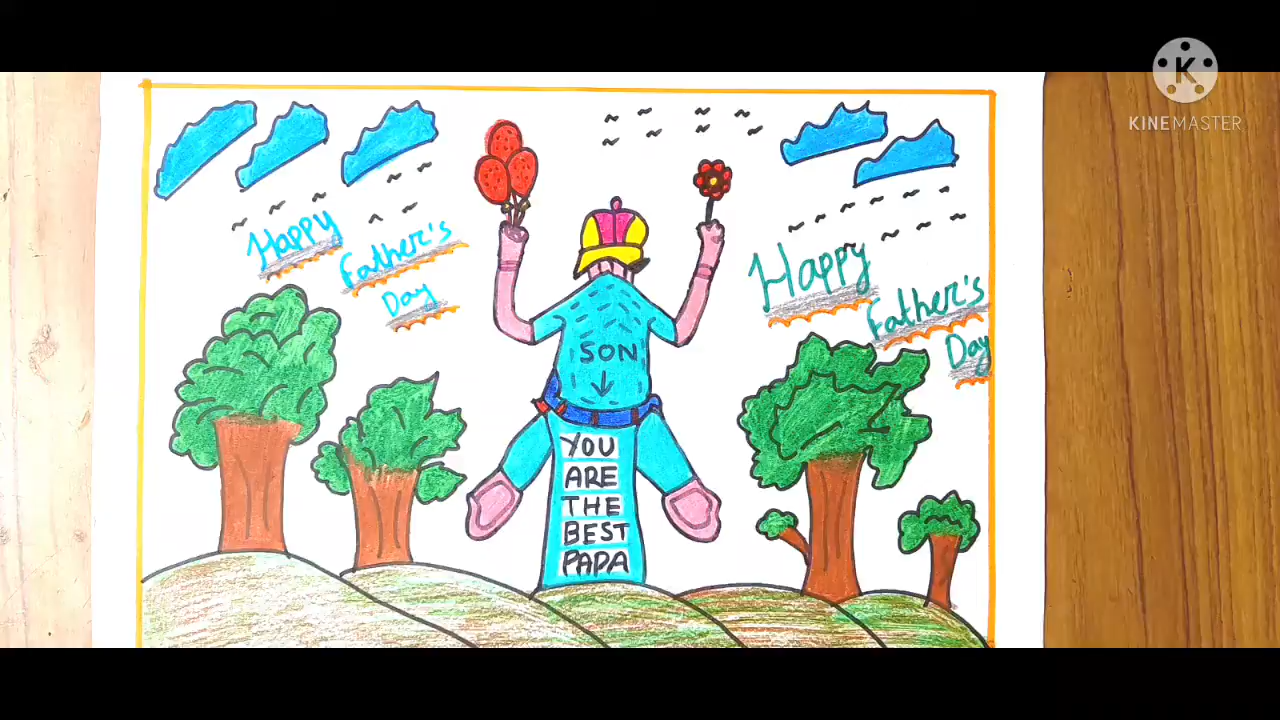 KINEMASTER
Happy
Father's
Day
Happy
Father's
Day
SON
YOU
ARE
THE
BEST
PAPA